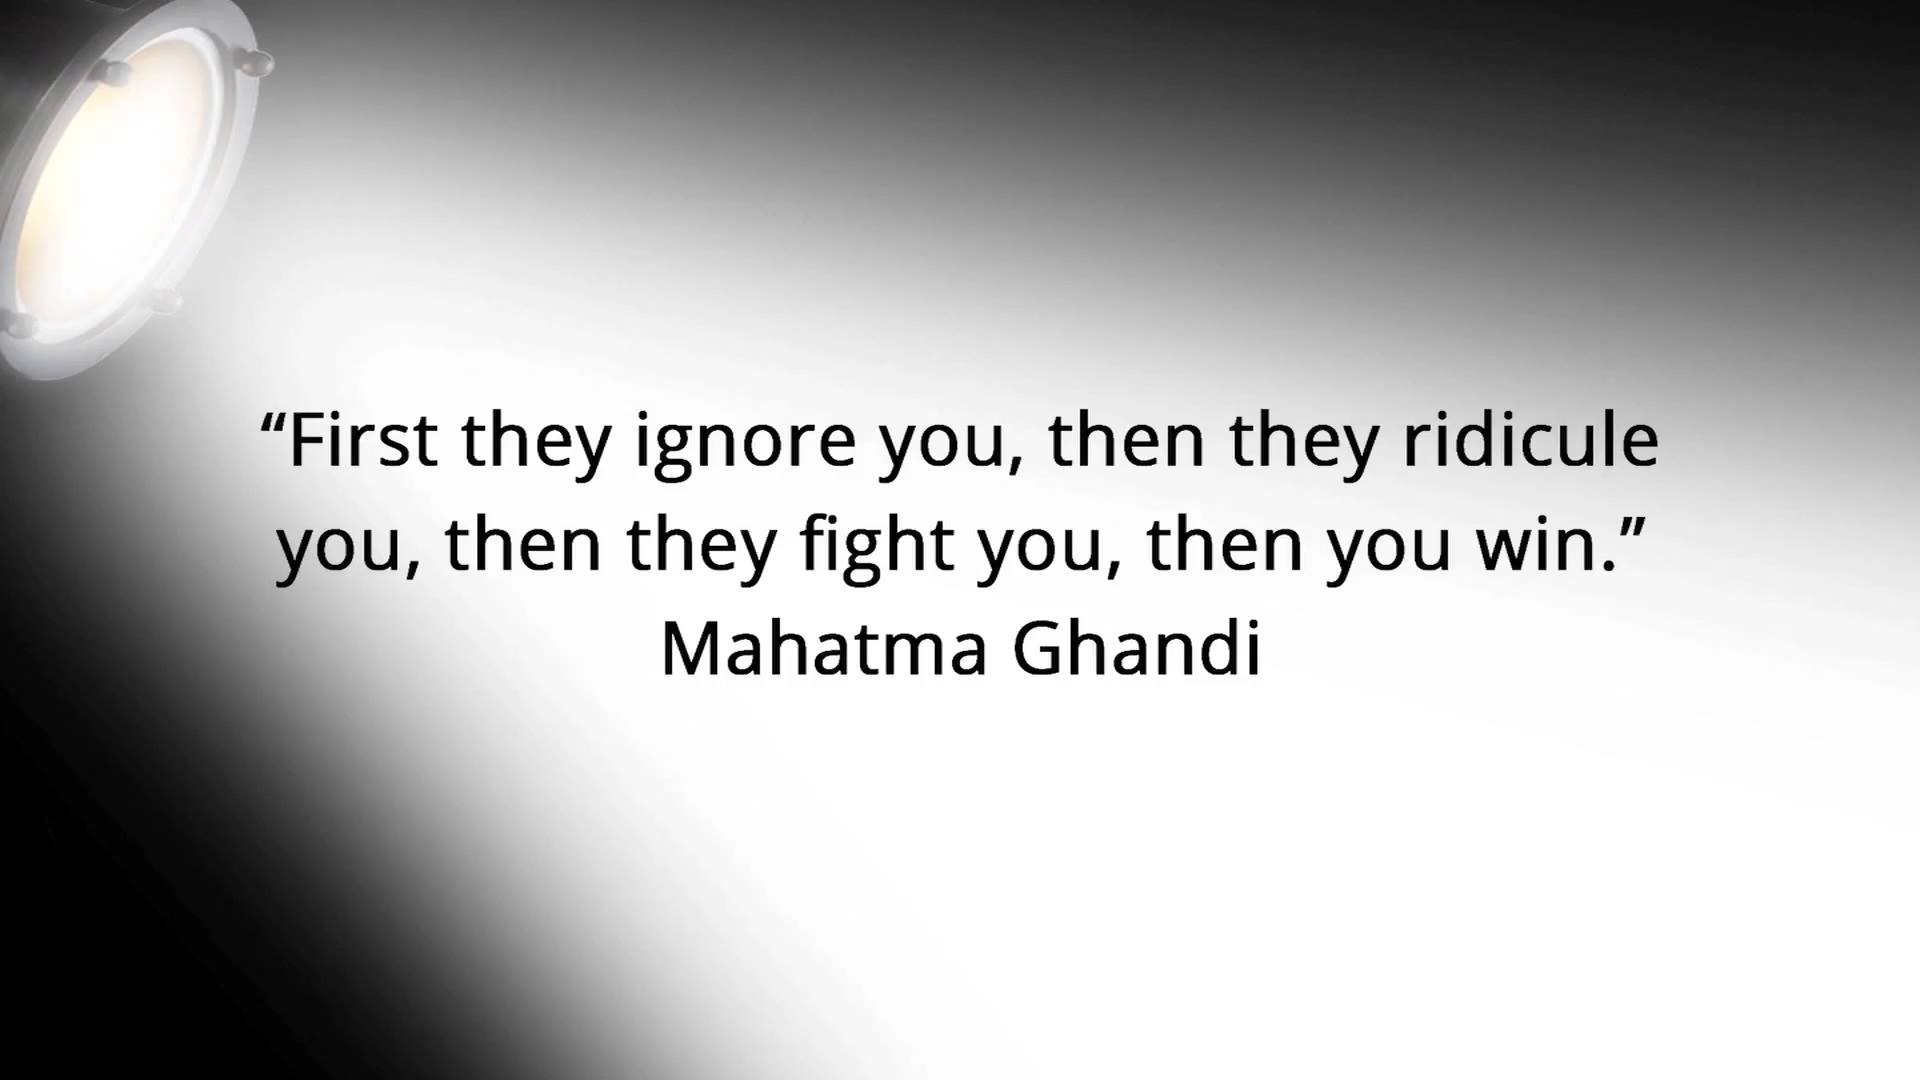 “First they ignore you, then they ridicule
you, then they fight you, then you win.”
Mahatma Ghandi